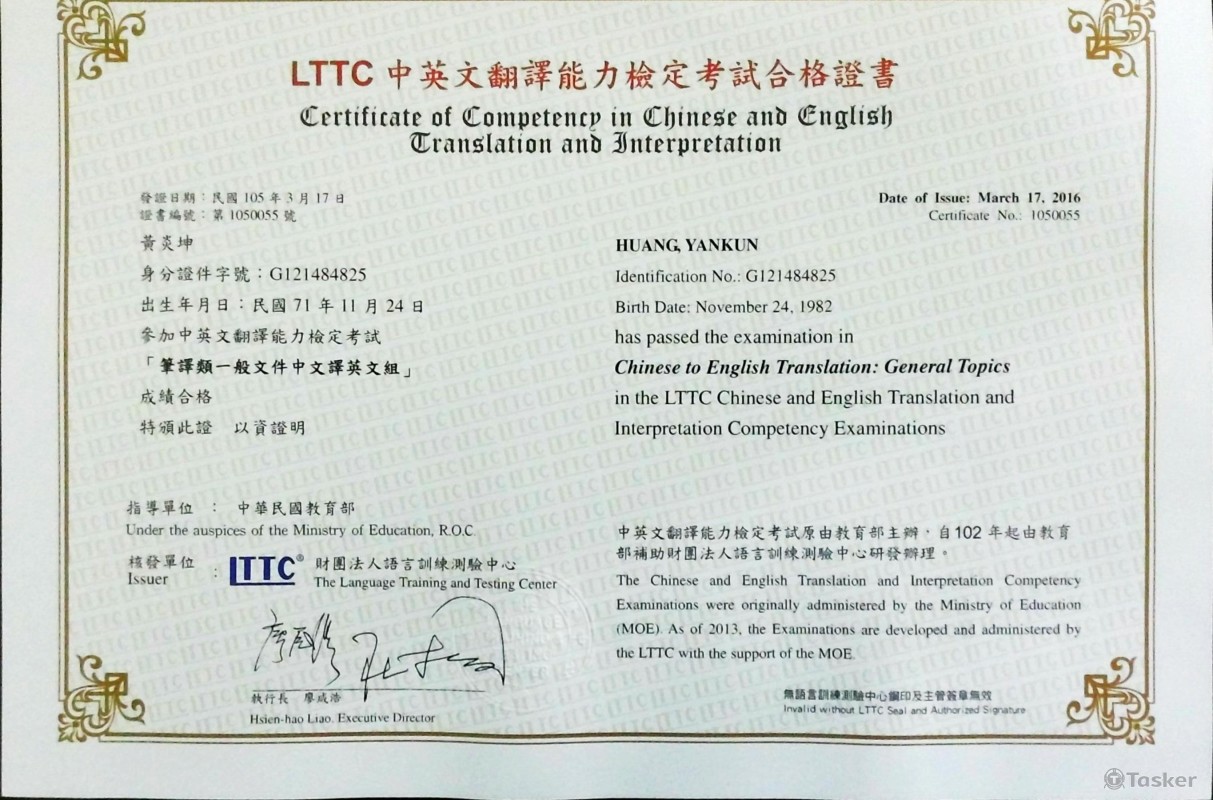 LTTC 中英文翻譯能力檢定考試合格證書
Certificate of Competency in Chinese and English
Translation and Interpretation
發證日期：民國 105 年 3 月 17 日
證書編號：第 1050055 號
黃炎坤
身分證件字號：G121484825
出生年月日：民國 71 年 11 月 24 日
參加中英文翻譯能力檢定考試
「筆譯類一般文件中文譯英文組」
成績合格
特頒此證 以資證明
Date of Issue: March 17, 2016
Certificate No.: 1050055
HUANG, YANKUN
Identification No.: G121484825
Birth Date: November 24, 1982
has passed the examination in
Chinese to English Translation: General Topics
in the LTTC Chinese and English Translation and
Interpretation Competency Examinations
指導單位 ： 中華民國教育部
Under the auspices of the Ministry of Education, R.O.C.
核發單位
Issuer
：
LTTC®
財團法人語言訓練測驗中心
The Language Training and Testing Center
執行長 廖咸浩
Hsien-hao Liao, Executive Director
中英文翻譯能力檢定考試原由教育部主辦，自 102 年起由教育
部補助財團法人語言訓練測驗中心研發辦理。
The Chinese and English Translation and Interpretation Competency
Examinations were originally administered by the Ministry of Education
(MOE). As of 2013, the Examinations are developed and administered by
the LTTC with the support of the MOE.
無語言訓練測驗中心鋼印及主管簽章無效
Invalid without LTTC Seal and Authorized Signature
Tasker